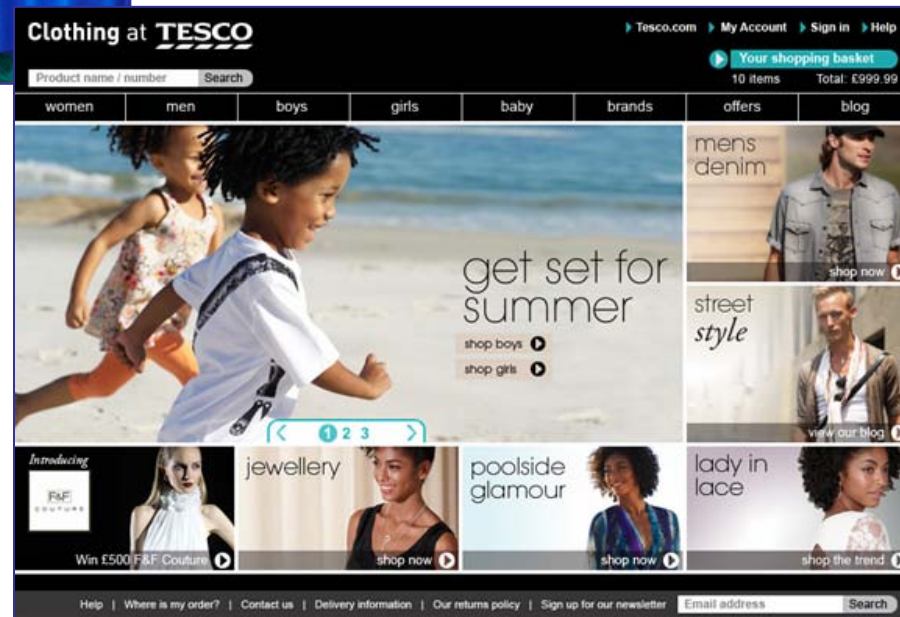 Clothing at TESCO
Tesco.com My Account Sign in Help
Your shopping basket
Product name / number Search
10 items Total: £999.99
women men boys girls baby brands offers blog
get set for
summer
shop boys
shop girls
1 2 3
mens
denim
shop now
street
style
view our blog
Introducing
F&F
COUTURE
Win £500 F&F Couture
jewellery
shop now
poolside
glamour
shop now
lady in
lace
shop the trend
Help | Where is my order? | Contact us | Delivery information | Our returns policy | Sign up for our newsletter Email address Search